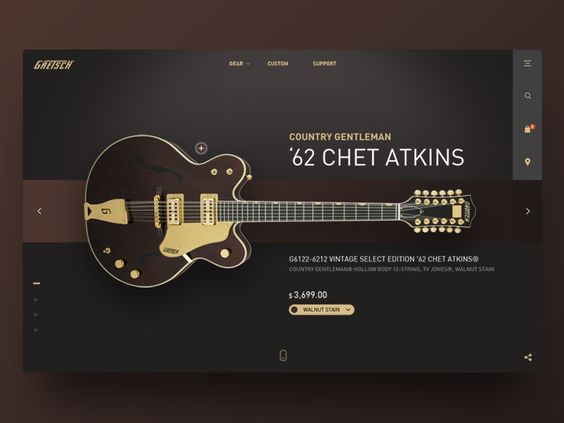 GRETSCH
GEAR CUSTOM SUPPORT
COUNTRY GENTLEMAN
‘62 CHET ATKINS
G
GRETSCH
G6122-6212 VINTAGE SELECT EDITION ’62 CHET ATKINS®
COUNTRY GENTLEMAN® HOLLOW BODY 12-STRING, TV JONES®, WALNUT STAIN
$ 3,699.00
WALNUT STAIN